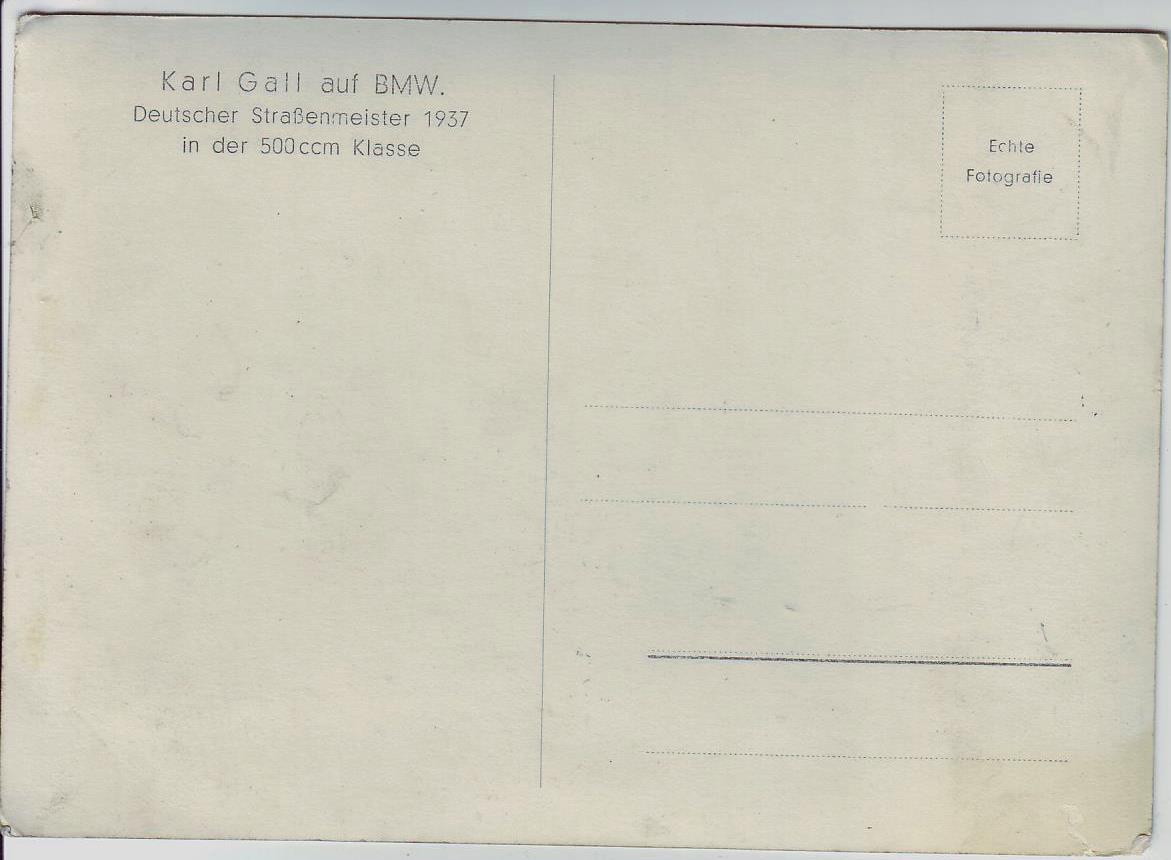 Karl Gall auf BMW.
Deutscher Straßenmeister 1937
in der 500ccm Klasse
Echte
Fotografie